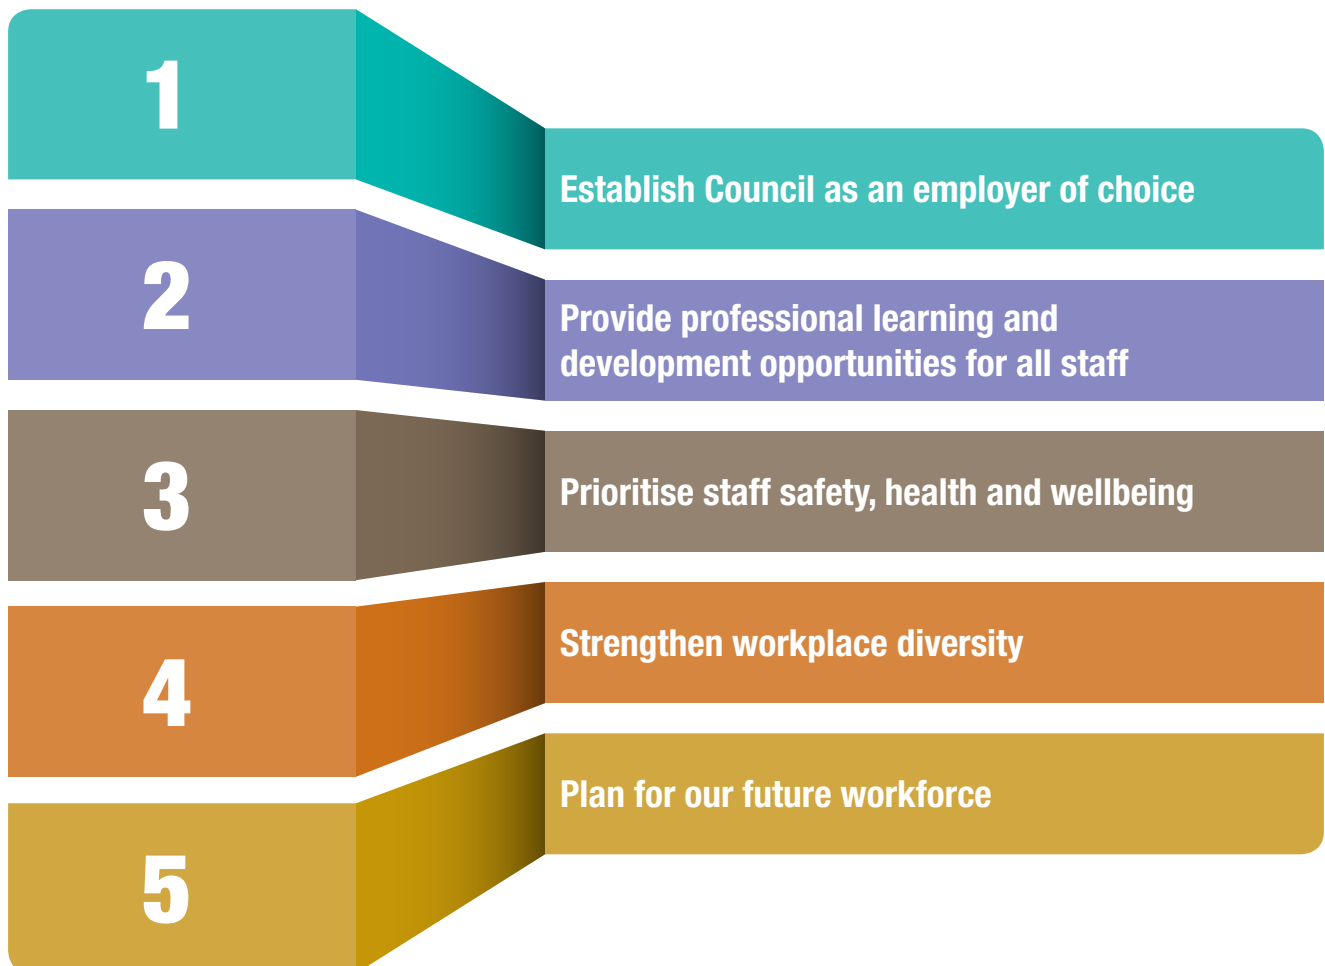 1
Establish Council as an employer of choice
2
Provide professional learning and
development opportunities for all staff
3
Prioritise staff safety, health and wellbeing
4
Strengthen workplace diversity
5
Plan for our future workforce